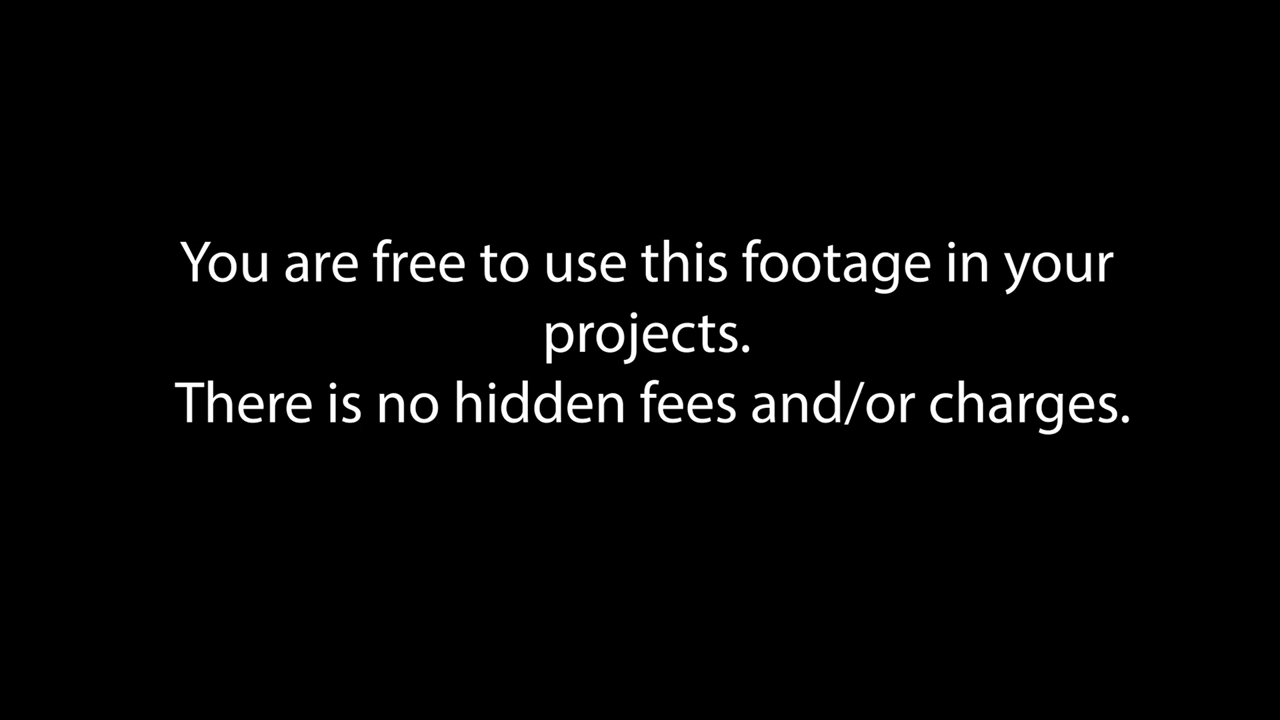 You are free to use this footage in your
projects.
There is no hidden fees and/or charges.